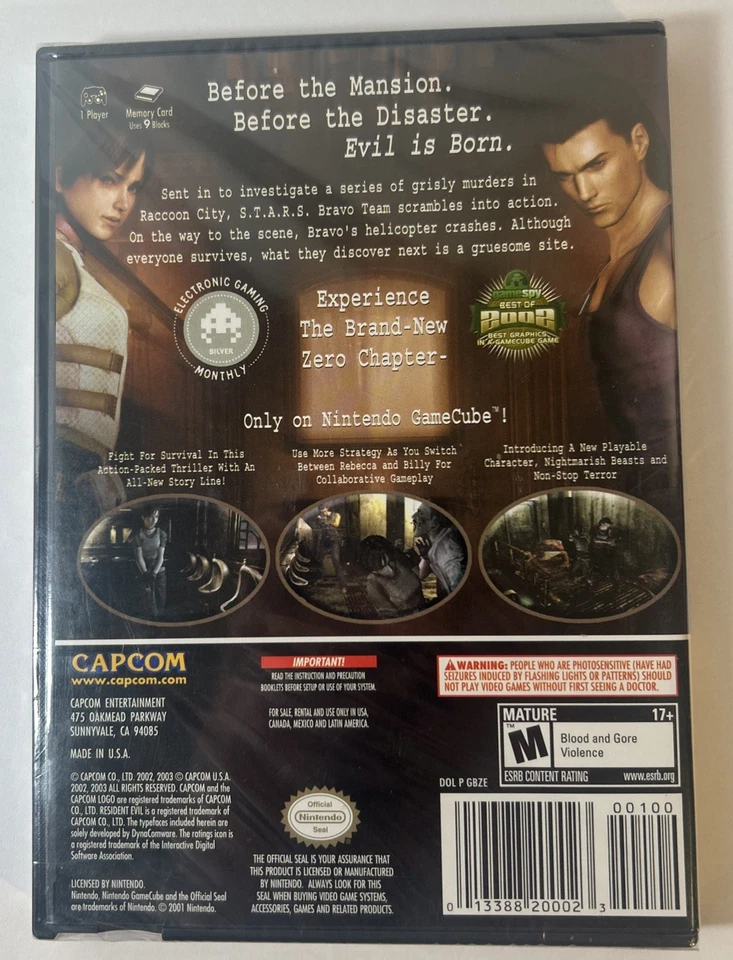 Before the Mansion.
Before the Disaster.
Evil is Born.
1 Player
Memory Card
Uses 9 Blocks
Sent in to investigate a series of grisly murders in
Raccoon City, S.T.A.R.S. Bravo Team scrambles into action.
On the way to the scene, Bravo's helicopter crashes. Although
everyone survives, what they discover next is a gruesome site.
ELECTRONIC GAMING
SILVER
MONTHLY
Experience
The Brand-New
Zero Chapter-
gamespy
BEST OF
2002
BEST GRAPHICS
IN A GAMECUBE GAME
Only on Nintendo GameCube™!
Fight For Survival In This
Action-Packed Thriller With An
All-New Story Line!
Use More Strategy As You Switch
Between Rebecca and Billy For
Collaborative Gameplay
Introducing A New Playable
Character, Nightmarish Beasts and
Non-Stop Terror
CAPCOM
www.capcom.com
CAPCOM ENTERTAINMENT
475 OAKMEAD PARKWAY
SUNNYVALE, CA 94085
MADE IN U.S.A.
© CAPCOM CO., LTD. 2002, 2003 © CAPCOM U.S.A.
2002, 2003 ALL RIGHTS RESERVED. CAPCOM and the
CAPCOM LOGO are registered trademarks of CAPCOM
CO., LTD. RESIDENT EVIL is a registered trademark of
CAPCOM CO., LTD. The typefaces included herein are
solely developed by DynaComware. The ratings icon is
a registered trademark of the Interactive Digital
Software Association.
LICENSED BY NINTENDO.
Nintendo, Nintendo GameCube and the Official Seal
are trademarks of Nintendo. © 2001 Nintendo.
IMPORTANT!
READ THE INSTRUCTION AND PRECAUTION
BOOKLETS BEFORE SETUP OR USE OF YOUR SYSTEM.
FOR SALE, RENTAL AND USE ONLY IN USA,
CANADA, MEXICO AND LATIN AMERICA.
Official
Nintendo
Seal
THE OFFICIAL SEAL IS YOUR ASSURANCE THAT
THIS PRODUCT IS LICENSED OR MANUFACTURED
BY NINTENDO. ALWAYS LOOK FOR THIS
SEAL WHEN BUYING VIDEO GAME SYSTEMS,
ACCESSORIES, GAMES AND RELATED PRODUCTS.
WARNING: PEOPLE WHO ARE PHOTOSENSITIVE (HAVE HAD
SEIZURES INDUCED BY FLASHING LIGHTS OR PATTERNS) SHOULD
NOT PLAY VIDEO GAMES WITHOUT FIRST SEEING A DOCTOR.
MATURE 17+
M™
Blood and Gore
Violence
ESRB CONTENT RATING www.esrb.org
DOL P GBZE
00100
0 13388 20002 3